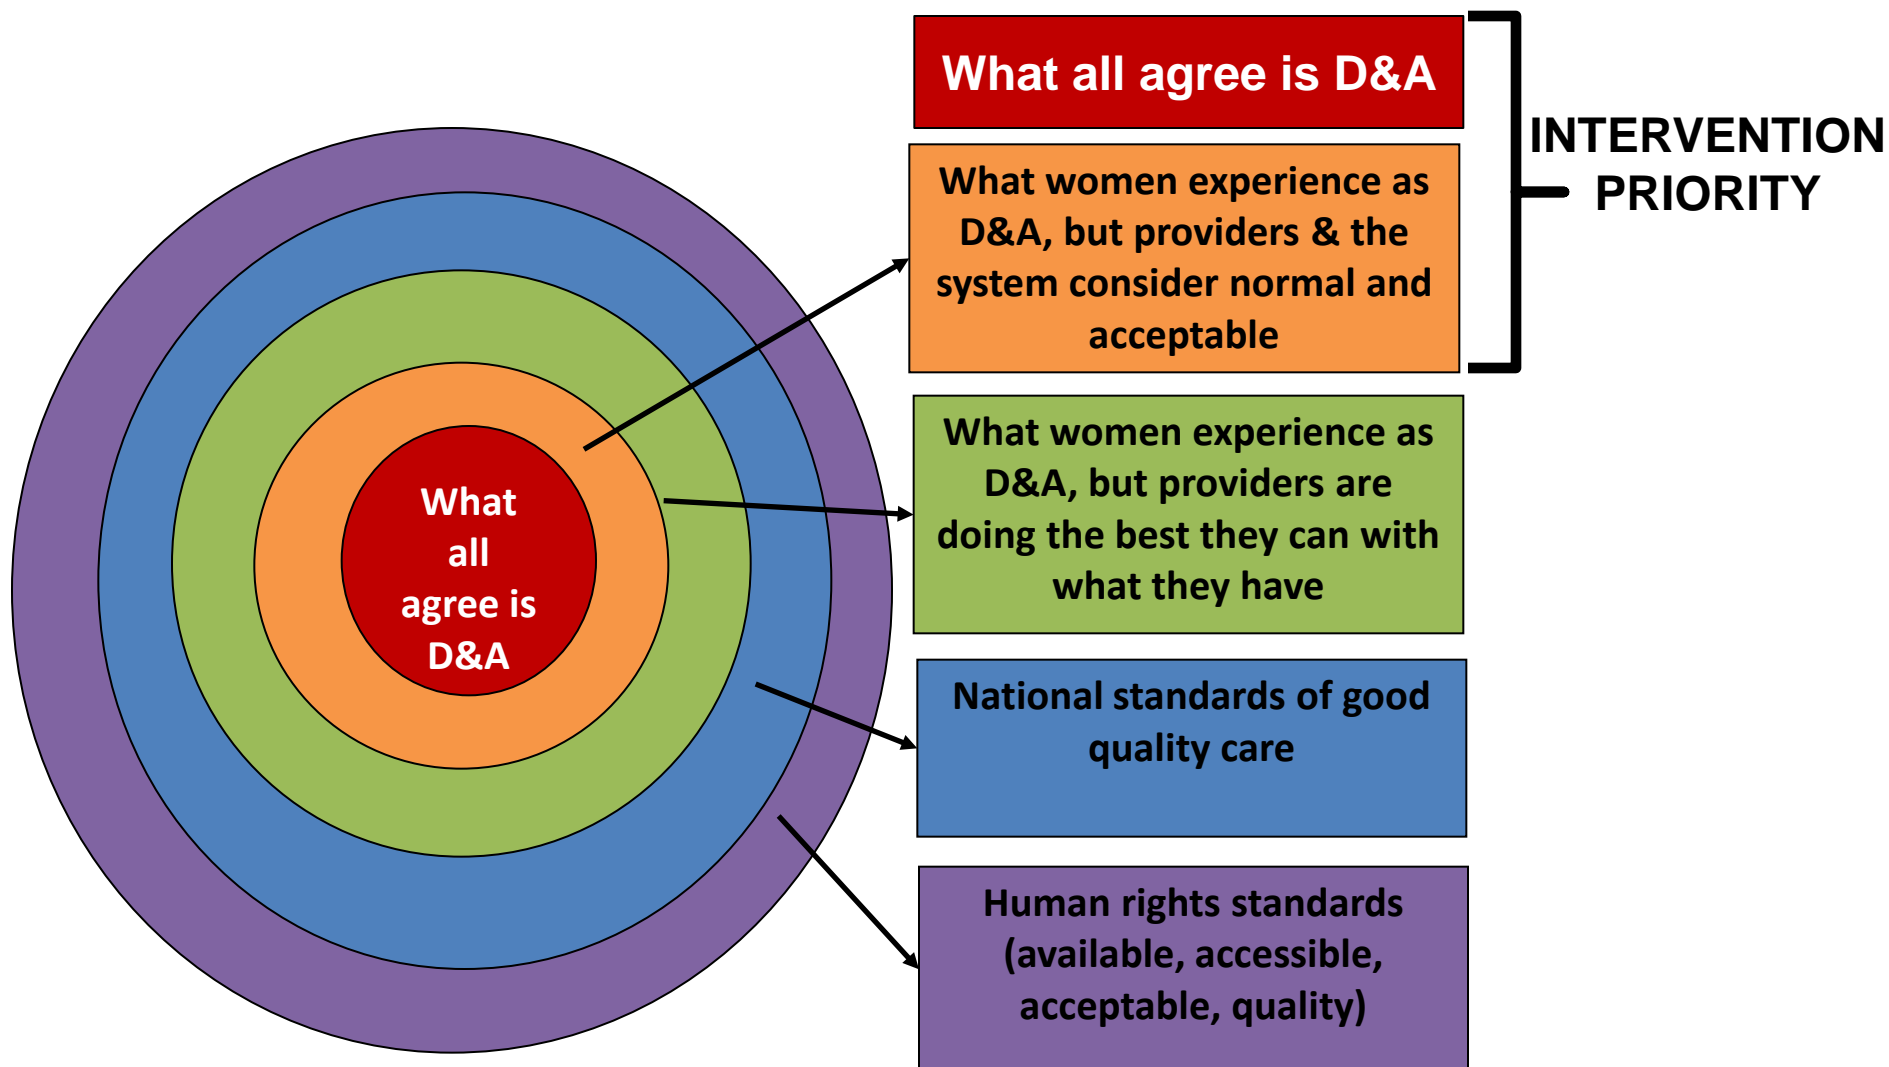 What
all
agree is
D&A
What all agree is D&A
What women experience as
D&A, but providers & the
system consider normal and
acceptable
INTERVENTION
PRIORITY
What women experience as
D&A, but providers are
doing the best they can with
what they have
National standards of good
quality care
Human rights standards
(available, accessible,
acceptable, quality)